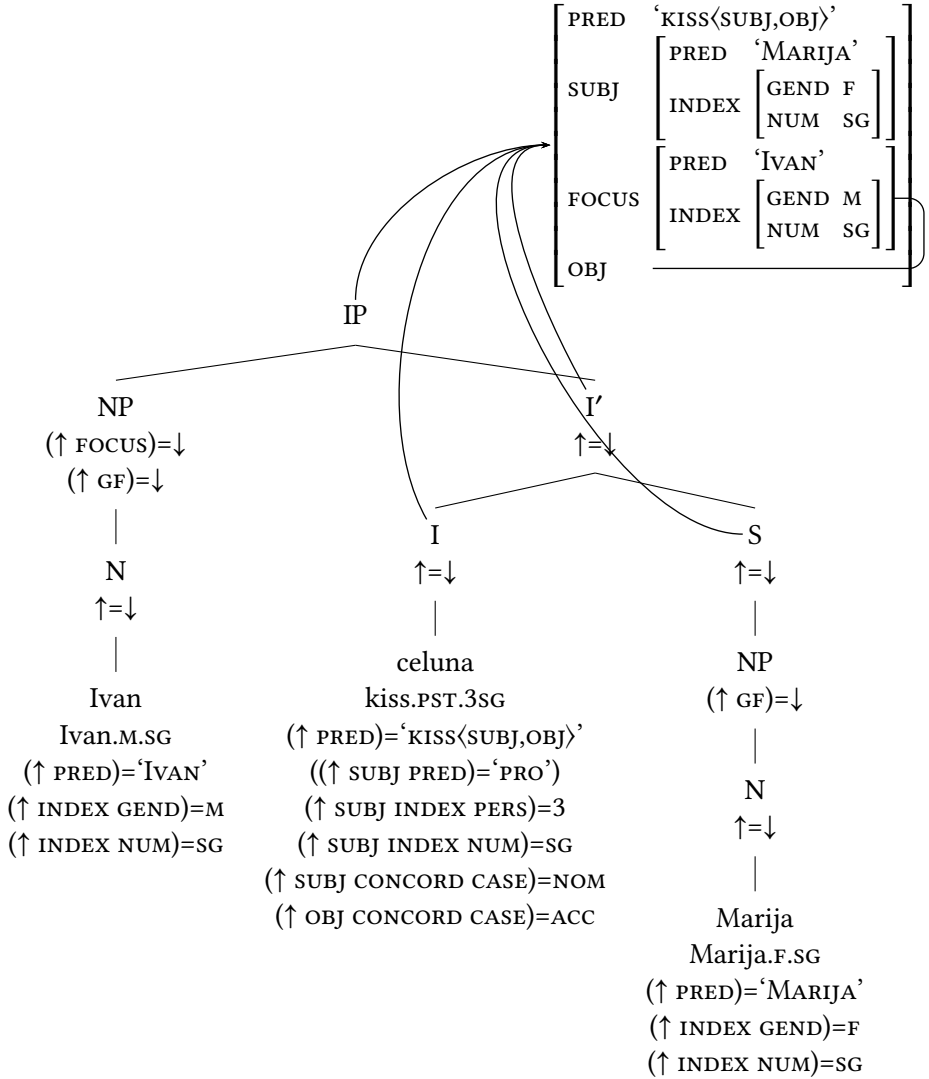 PRED ‘KISS⟨SUBJ,OBJ⟩’
SUBJ
PRED ‘MARIJA’
INDEX
GEND F
NUM SG
FOCUS
PRED ‘IVAN’
INDEX
GEND M
NUM SG
OBJ
IP
NP
(↑ FOCUS)=↓
(↑ GF)=↓
N
↑=↓
Ivan
Ivan.M.SG
(↑ PRED)=‘IVAN’
(↑ INDEX GEND)=M
(↑ INDEX NUM)=SG
I′
↑=↓
I
↑=↓
celuna
kiss.PST.3SG
(↑ PRED)=‘KISS⟨SUBJ,OBJ⟩’
((↑ SUBJ PRED)=‘PRO’)
(↑ SUBJ INDEX PERS)=3
(↑ SUBJ INDEX NUM)=SG
(↑ SUBJ CONCORD CASE)=NOM
(↑ OBJ CONCORD CASE)=ACC
S
↑=↓
NP
(↑ GF)=↓
N
↑=↓
Marija
Marija.F.SG
(↑ PRED)=‘MARIJA’
(↑ INDEX GEND)=F
(↑ INDEX NUM)=SG